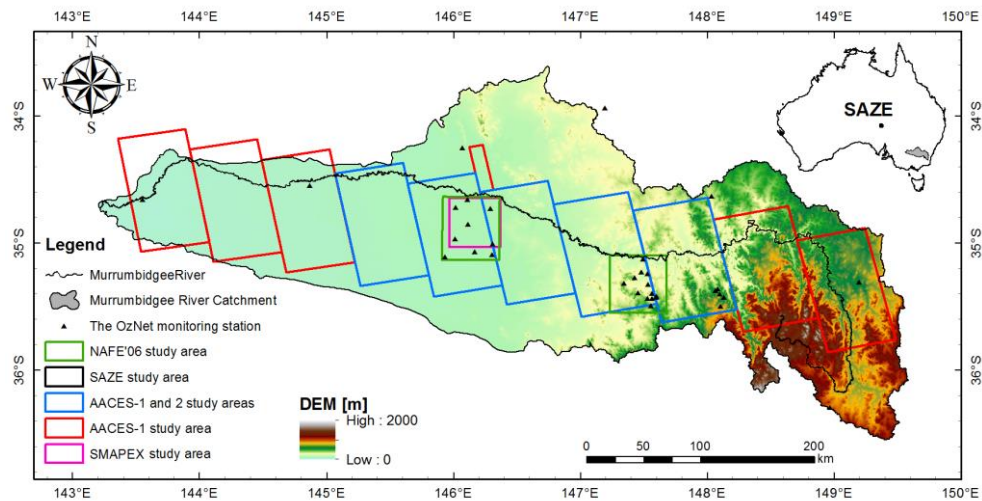 143°E 144°E 145°E 146°E 147°E 148°E 149°E 150°E
N
W E
S
SAZE
34°S 34°S
35°S 35°S
36°S 36°S
Legend
MurrumbidgeeRiver
Murrumbidgee River Catchment
The OzNet monitoring station
NAFE'06 study area
SAZE study area
AACES-1 and 2 study areas
AACES-1 study area
SMAPEX study area
DEM [m]
High : 2000
Low : 0
0 25 50 100 150 200
km
143°E 144°E 145°E 146°E 147°E 148°E 149°E 150°E